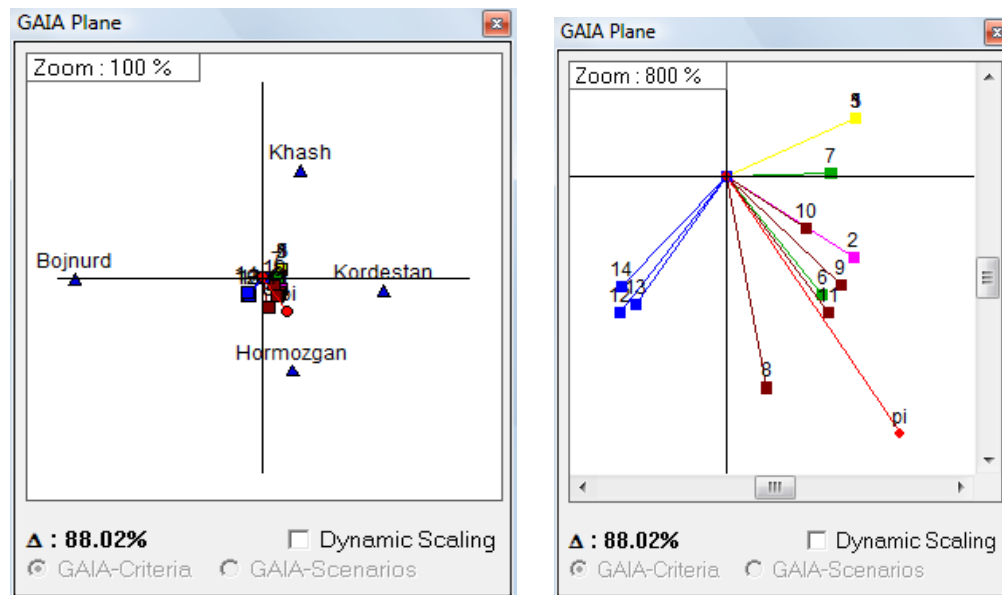 GAIA Plane
Zoom : 100 %
Khash
Bojnurd
Kordestan
pi
Hormozgan
Δ : 88.02%
Dynamic Scaling
GAIA-Criteria
GAIA-Scenarios
GAIA Plane
Zoom : 800 %
7
10
2
14
13
12
6
9
11
8
pi
Δ : 88.02%
Dynamic Scaling
GAIA-Criteria
GAIA-Scenarios